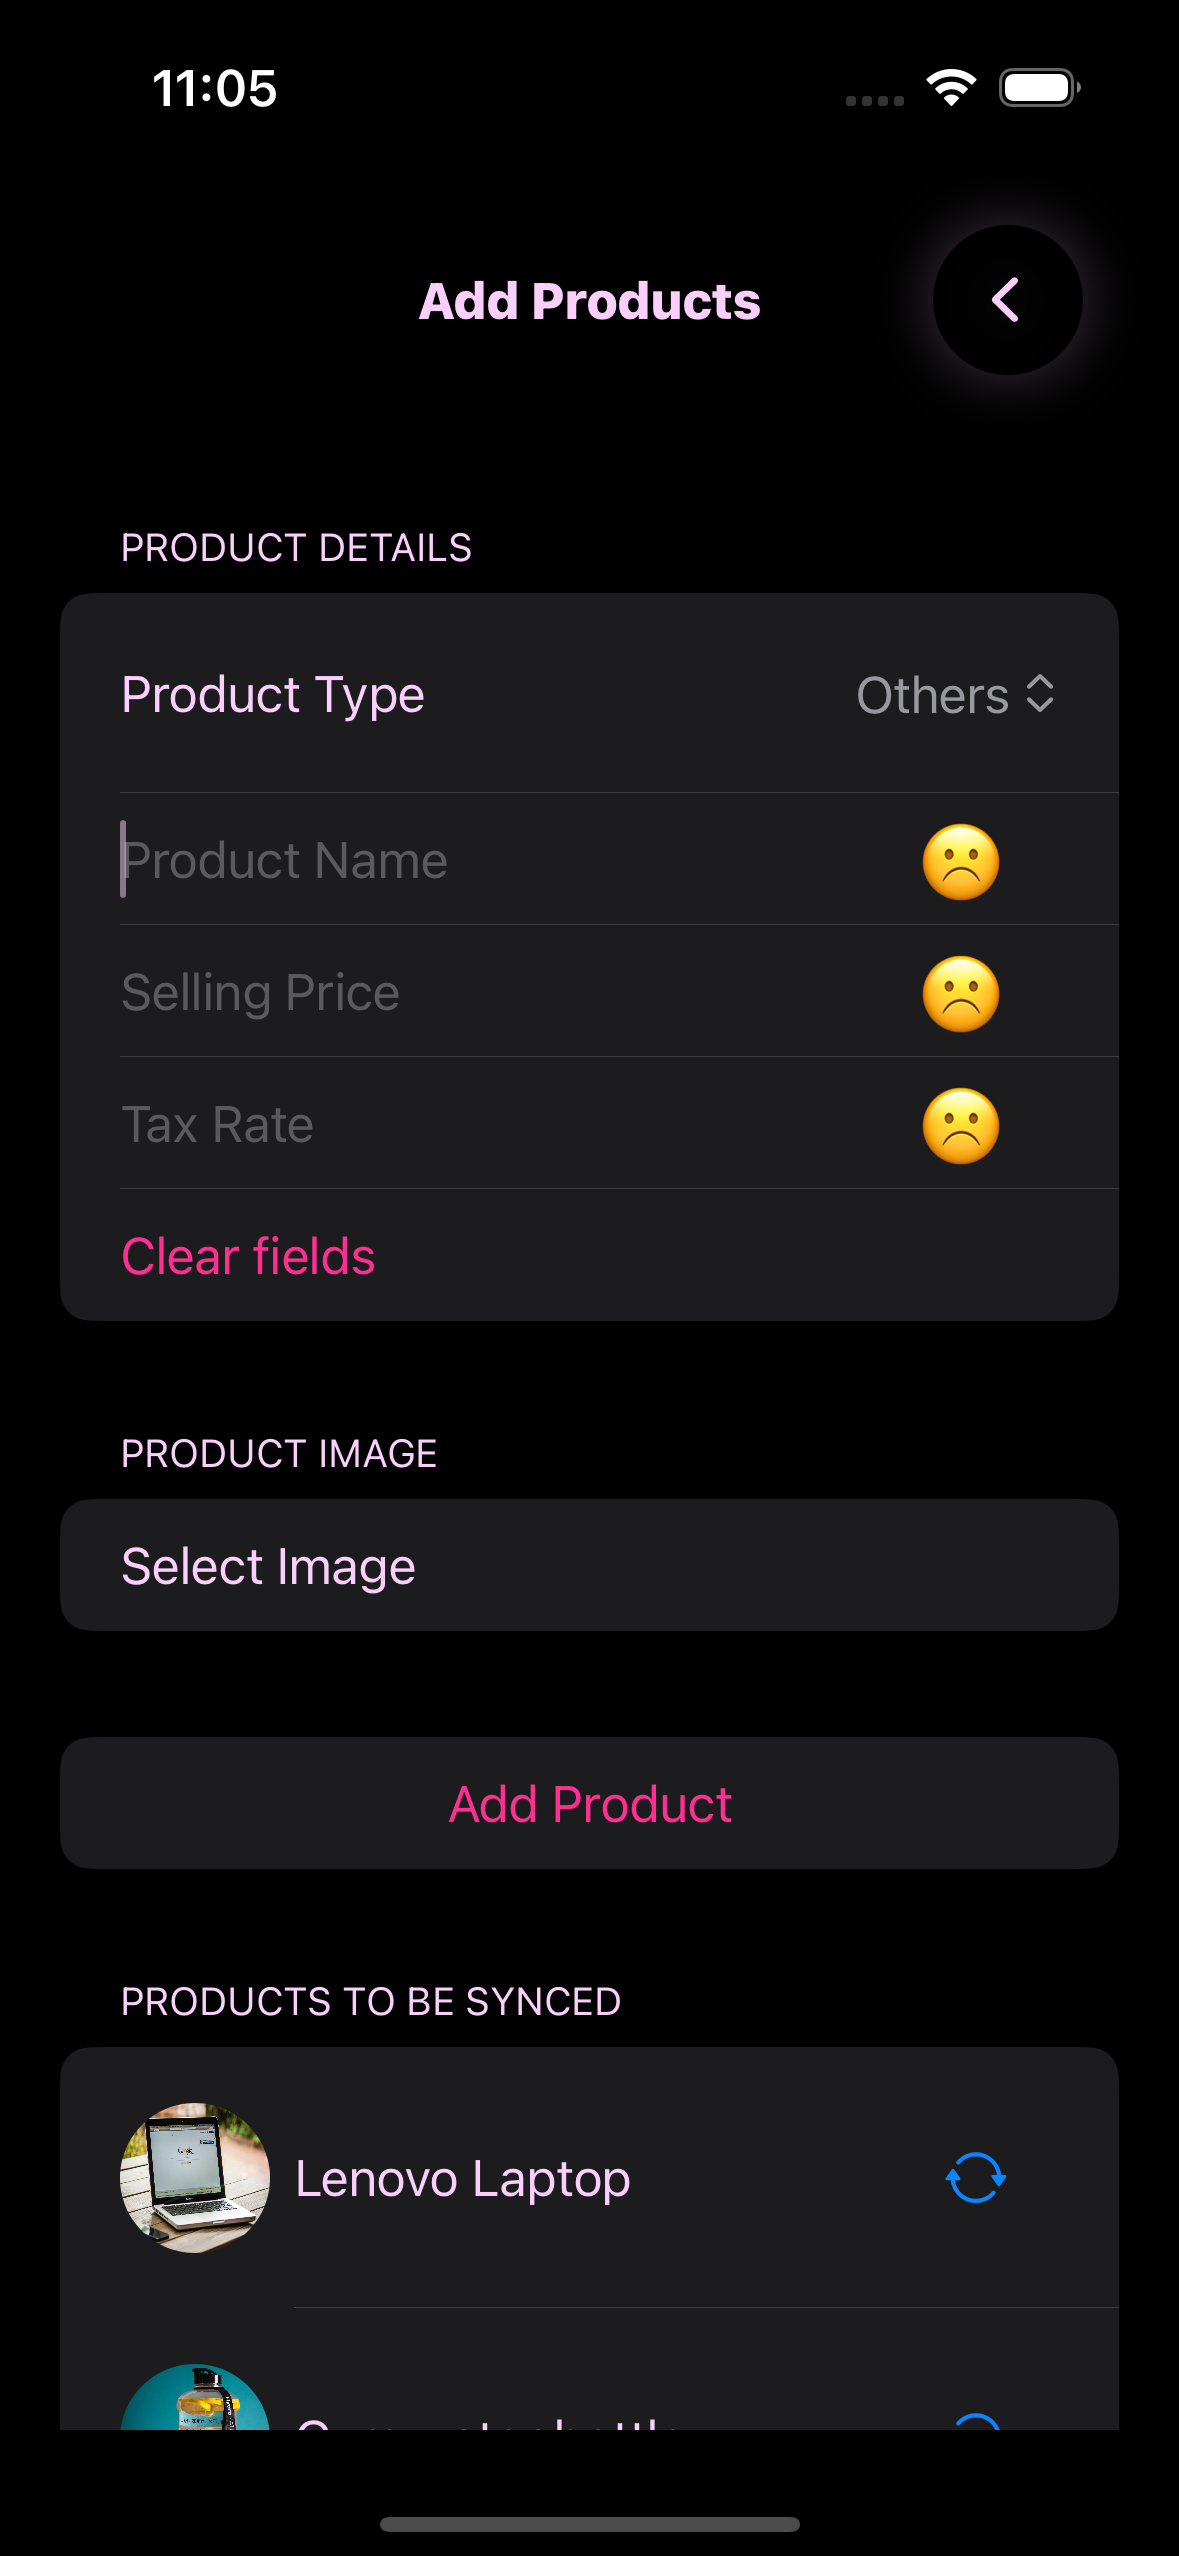 11:05
Add Products
PRODUCT DETAILS
Product Type
Others
Product Name
Selling Price
Tax Rate
Clear fields
PRODUCT IMAGE
Select Image
Add Product
PRODUCTS TO BE SYNCED
Lenovo Laptop